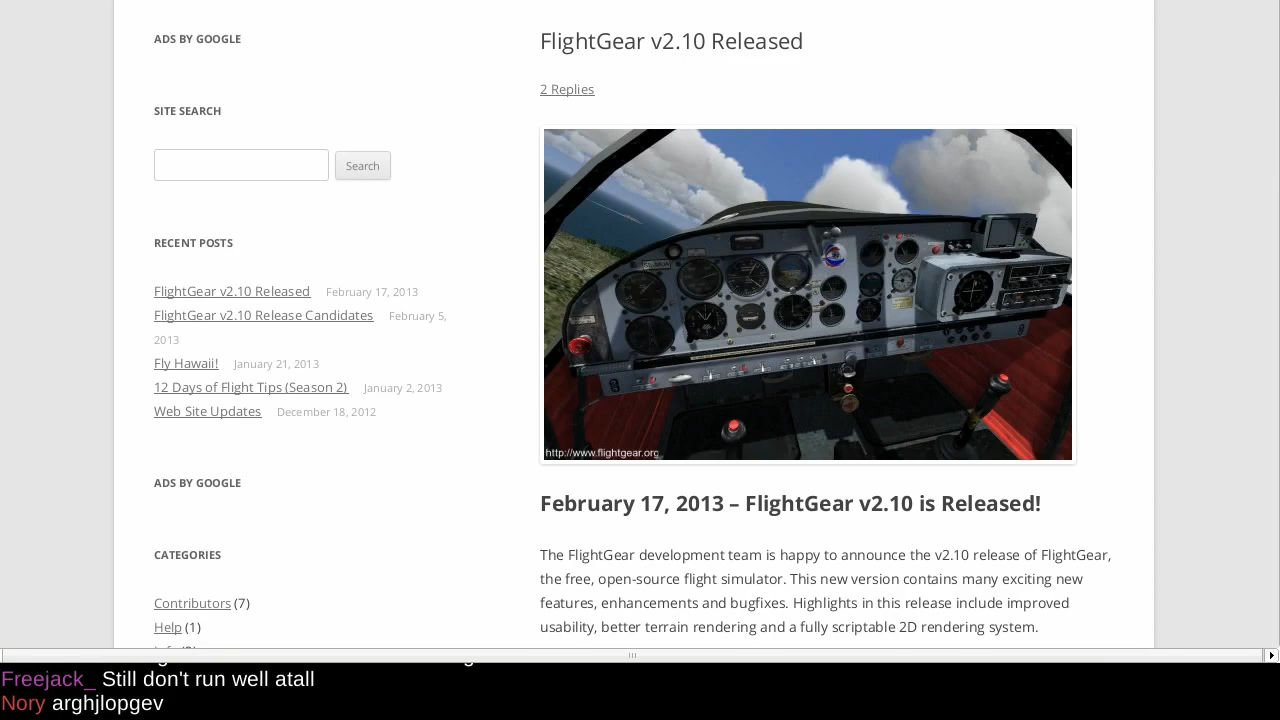 ADS BY GOOGLE
SITE SEARCH
Search
RECENT POSTS
FlightGear v2.10 Released February 17, 2013
FlightGear v2.10 Release Candidates February 5,
2013
Fly Hawaii! January 21, 2013
12 Days of Flight Tips (Season 2) January 2, 2013
Web Site Updates December 18, 2012
ADS BY GOOGLE
CATEGORIES
Contributors (7)
Help (1)
FlightGear v2.10 Released
2 Replies
http://www.flightgear.org
February 17, 2013 – FlightGear v2.10 is Released!
The FlightGear development team is happy to announce the v2.10 release of FlightGear,
the free, open-source flight simulator. This new version contains many exciting new
features, enhancements and bugfixes. Highlights in this release include improved
usability, better terrain rendering and a fully scriptable 2D rendering system.
Freejack_ Still don't run well atall
Nory arghjlopgev